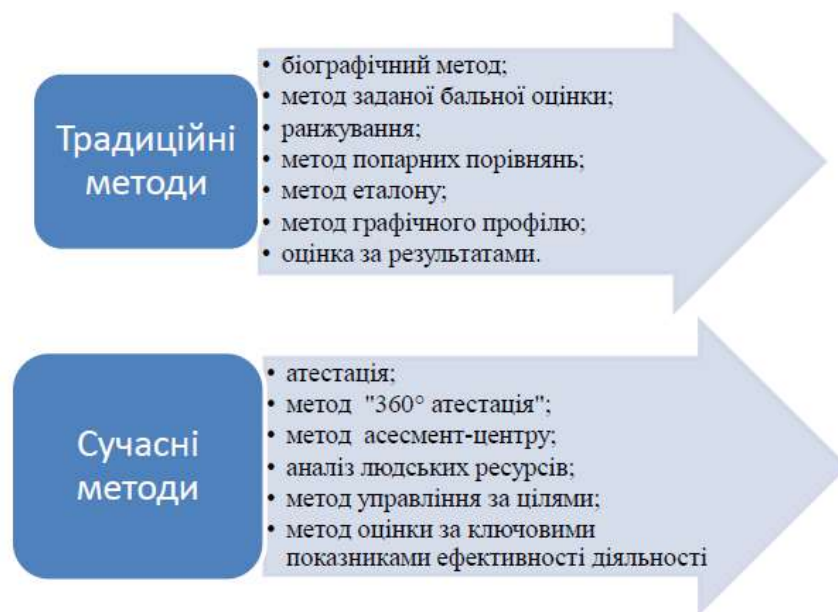 Традиційні
методи
• біографічний метод;
• метод заданої бальної оцінки;
• ранжування;
• метод попарних порівнянь;
• метод еталону;
• метод графічного профілю;
• оцінка за результатами.
Сучасні
методи
• атестація;
• метод "360° атестація";
• метод асесмент-центру;
• аналіз людських ресурсів;
• метод управління за цілями;
• метод оцінки за ключовими
показниками ефективності діяльності